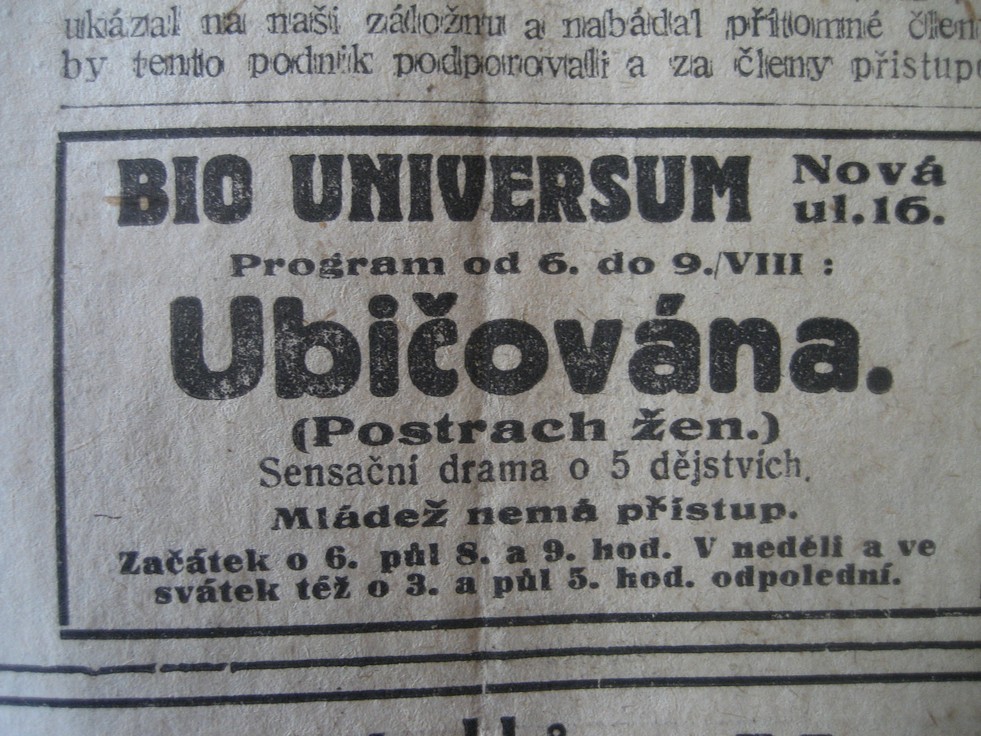 ukázal na naši záložnu a nabádal přítomné člen
by tento podnik podporovali a za členy přistup
BIO UNIVERSUM Nová ul.16.
Program od 6. do 9./VIII :
Ubičována.
(Postrach žen.)
Sensační drama o 5 dějstvích.
Mládež nemá přístup.
Začátek o 6. půl 8. a 9. hod. V neděli a ve
svátek též o 3. a půl 5. hod. odpolední.